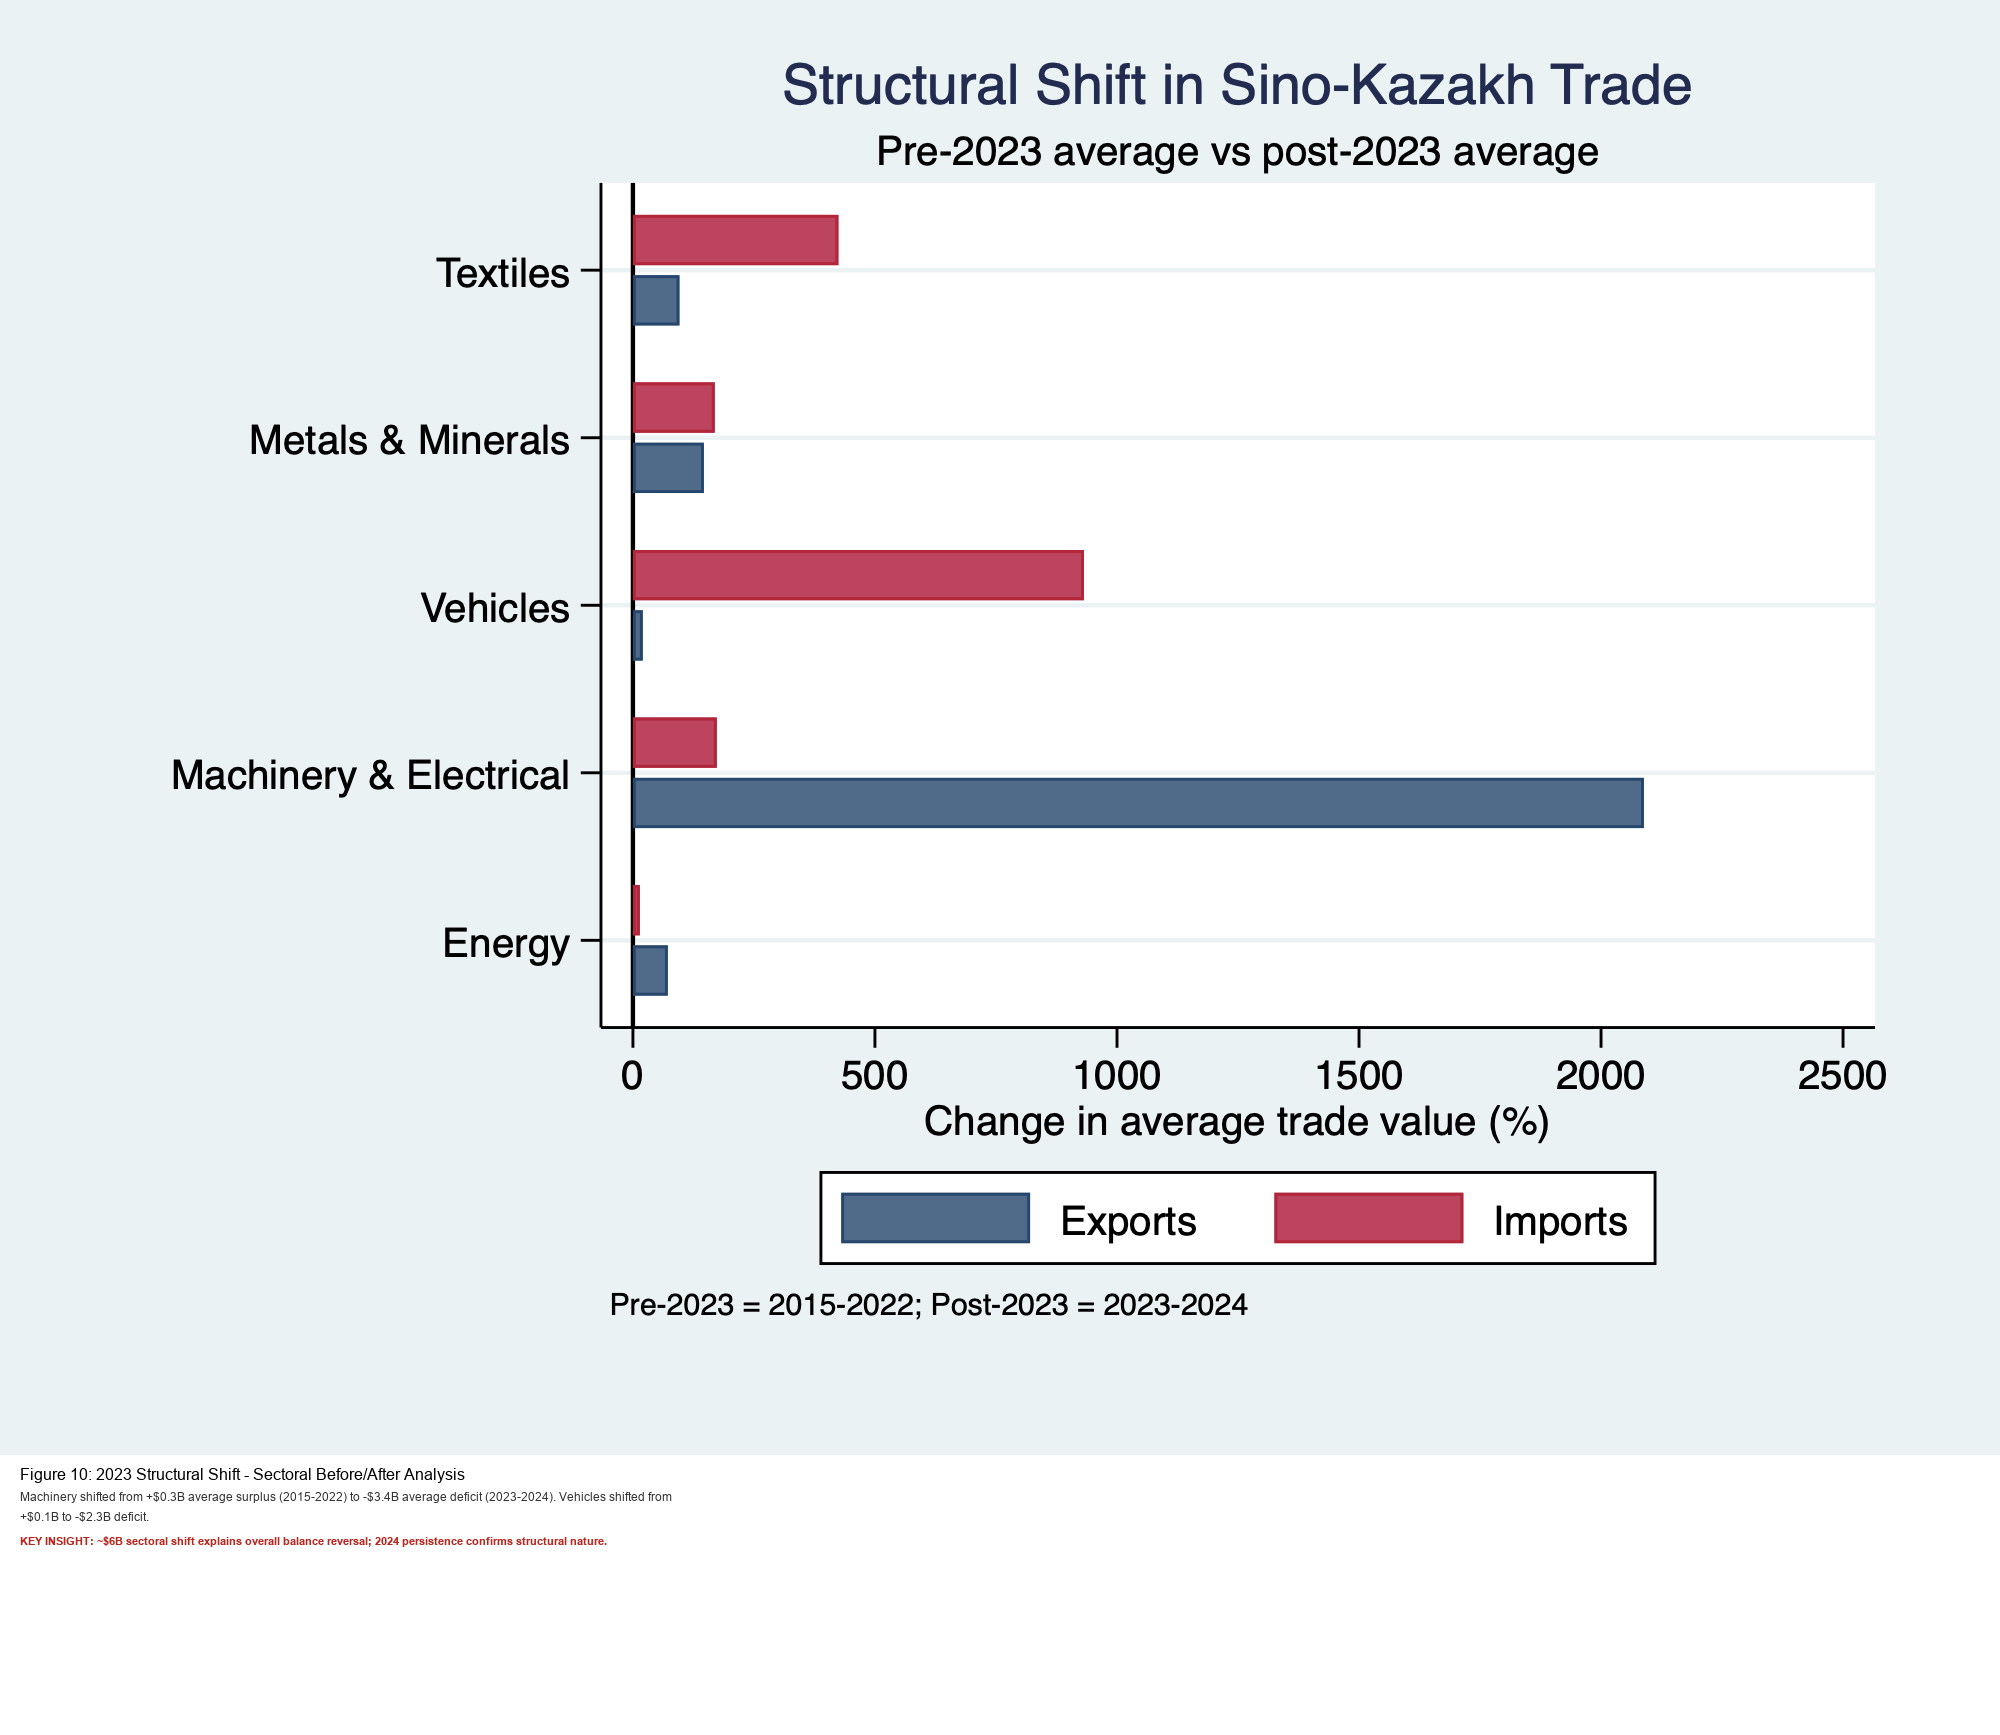 Structural Shift in Sino-Kazakh Trade
Pre-2023 average vs post-2023 average
Textiles
Metals & Minerals
Vehicles
Machinery & Electrical
Energy
0 500 1000 1500 2000 2500
Change in average trade value (%)
Exports Imports
Pre-2023 = 2015-2022; Post-2023 = 2023-2024
Figure 10: 2023 Structural Shift - Sectoral Before/After Analysis
Machinery shifted from +$0.3B average surplus (2015-2022) to -$3.4B average deficit (2023-2024). Vehicles shifted from
+$0.1B to -$2.3B deficit.
KEY INSIGHT: ~$6B sectoral shift explains overall balance reversal; 2024 persistence confirms structural nature.